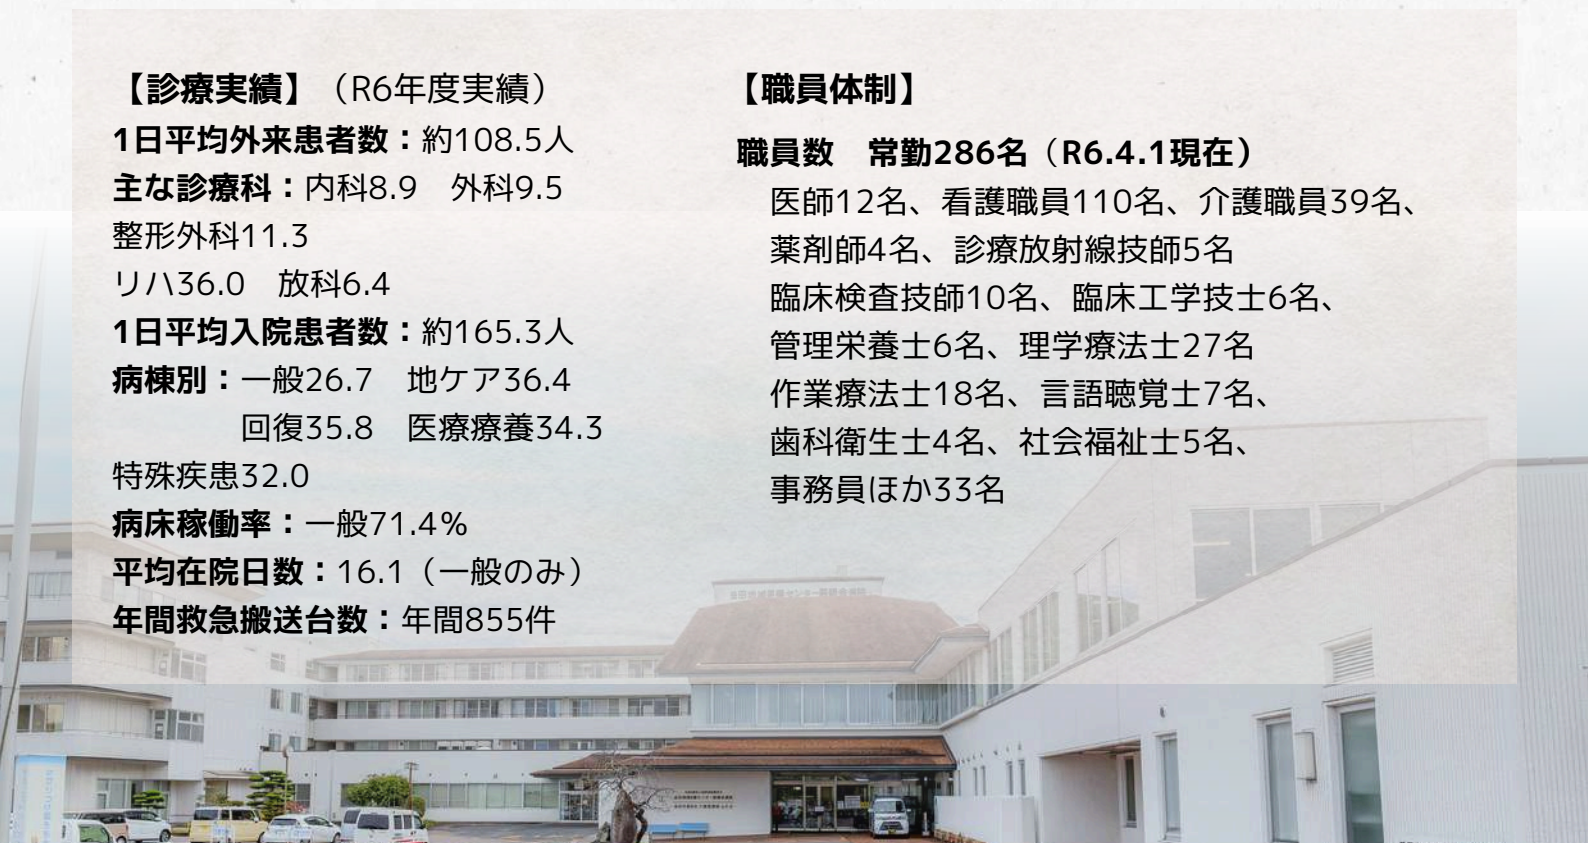 【診療実績】（R6年度実績）
1日平均外来患者数：約108.5人
主な診療科：内科8.9　外科9.5
整形外科11.3
リハ36.0　放科6.4
1日平均入院患者数：約165.3人
病棟別：一般26.7　地ケア36.4
回復35.8　医療療養34.3
特殊疾患32.0
病床稼働率：一般71.4％
平均在院日数：16.1（一般のみ）
年間救急搬送台数：年間855件
【職員体制】
職員数　常勤286名（R6.4.1現在）
医師12名、看護職員110名、介護職員39名、
薬剤師4名、診療放射線技師5名
臨床検査技師10名、臨床工学技士6名、
管理栄養士6名、理学療法士27名
作業療法士18名、言語聴覚士7名、
歯科衛生士4名、社会福祉士5名、
事務員ほか33名